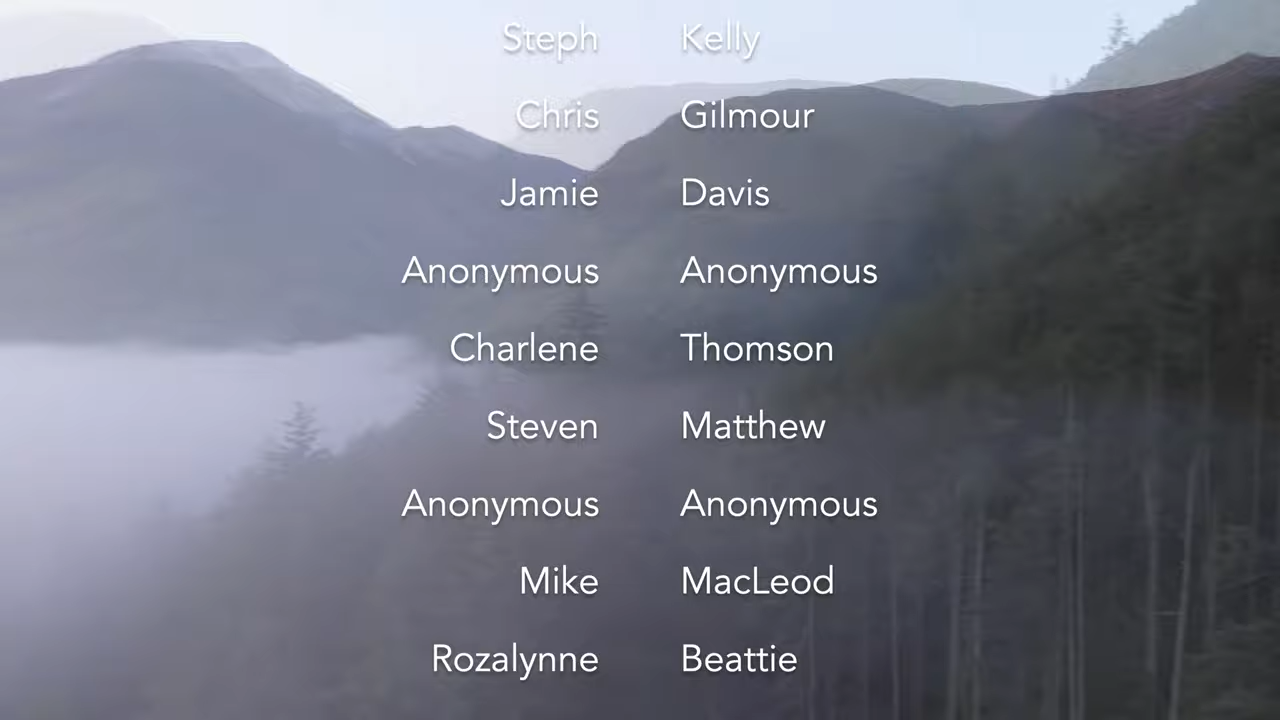 Steph Kelly
Chris Gilmour
Jamie Davis
Anonymous Anonymous
Charlene Thomson
Steven Matthew
Anonymous Anonymous
Mike MacLeod
Rozalynne Beattie